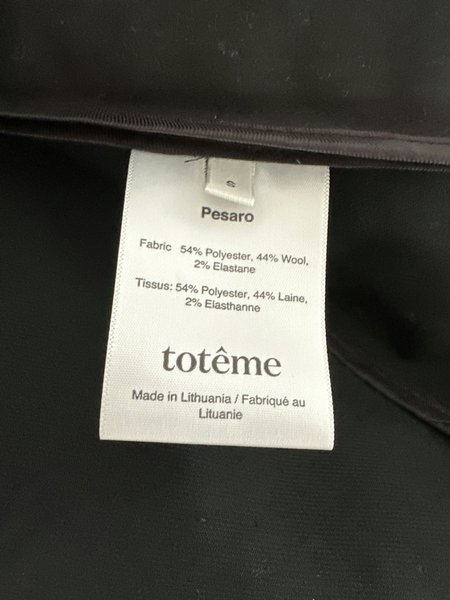 S
Pesaro
Fabric 54% Polyester, 44% Wool,
2% Elastane
Tissus: 54% Polyester, 44% Laine,
2% Elasthanne
totême
Made in Lithuania / Fabriqué au
Lituanie